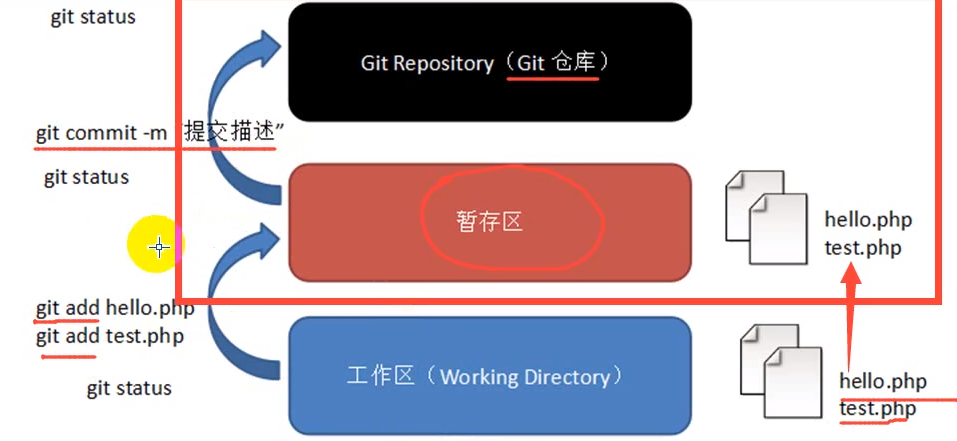 git status
Git Repository（Git 仓库）
git commit -m "提交描述"
git status
暂存区
hello.php
test.php
git add hello.php
git add test.php
git status
工作区（Working Directory）
hello.php
test.php